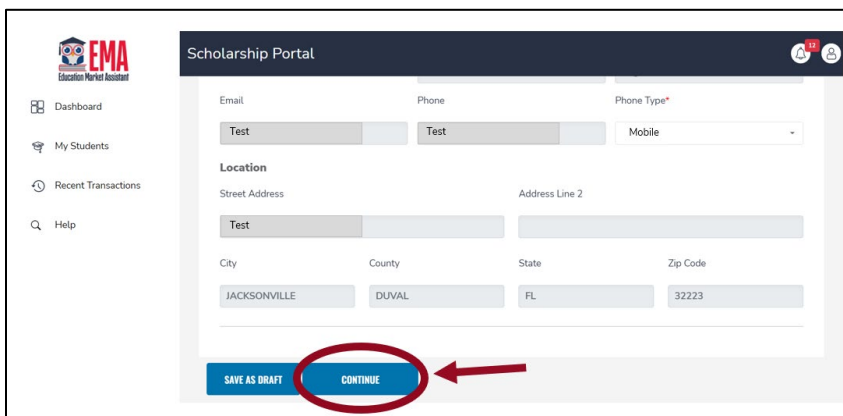 EMA
Education Market Assistant
Dashboard
My Students
Recent Transactions
Help
Scholarship Portal
12
Email Phone Phone Type*
Test Test Mobile
Location
Street Address Address Line 2
Test
City County State Zip Code
JACKSONVILLE DUVAL FL 32223
SAVE AS DRAFT CONTINUE